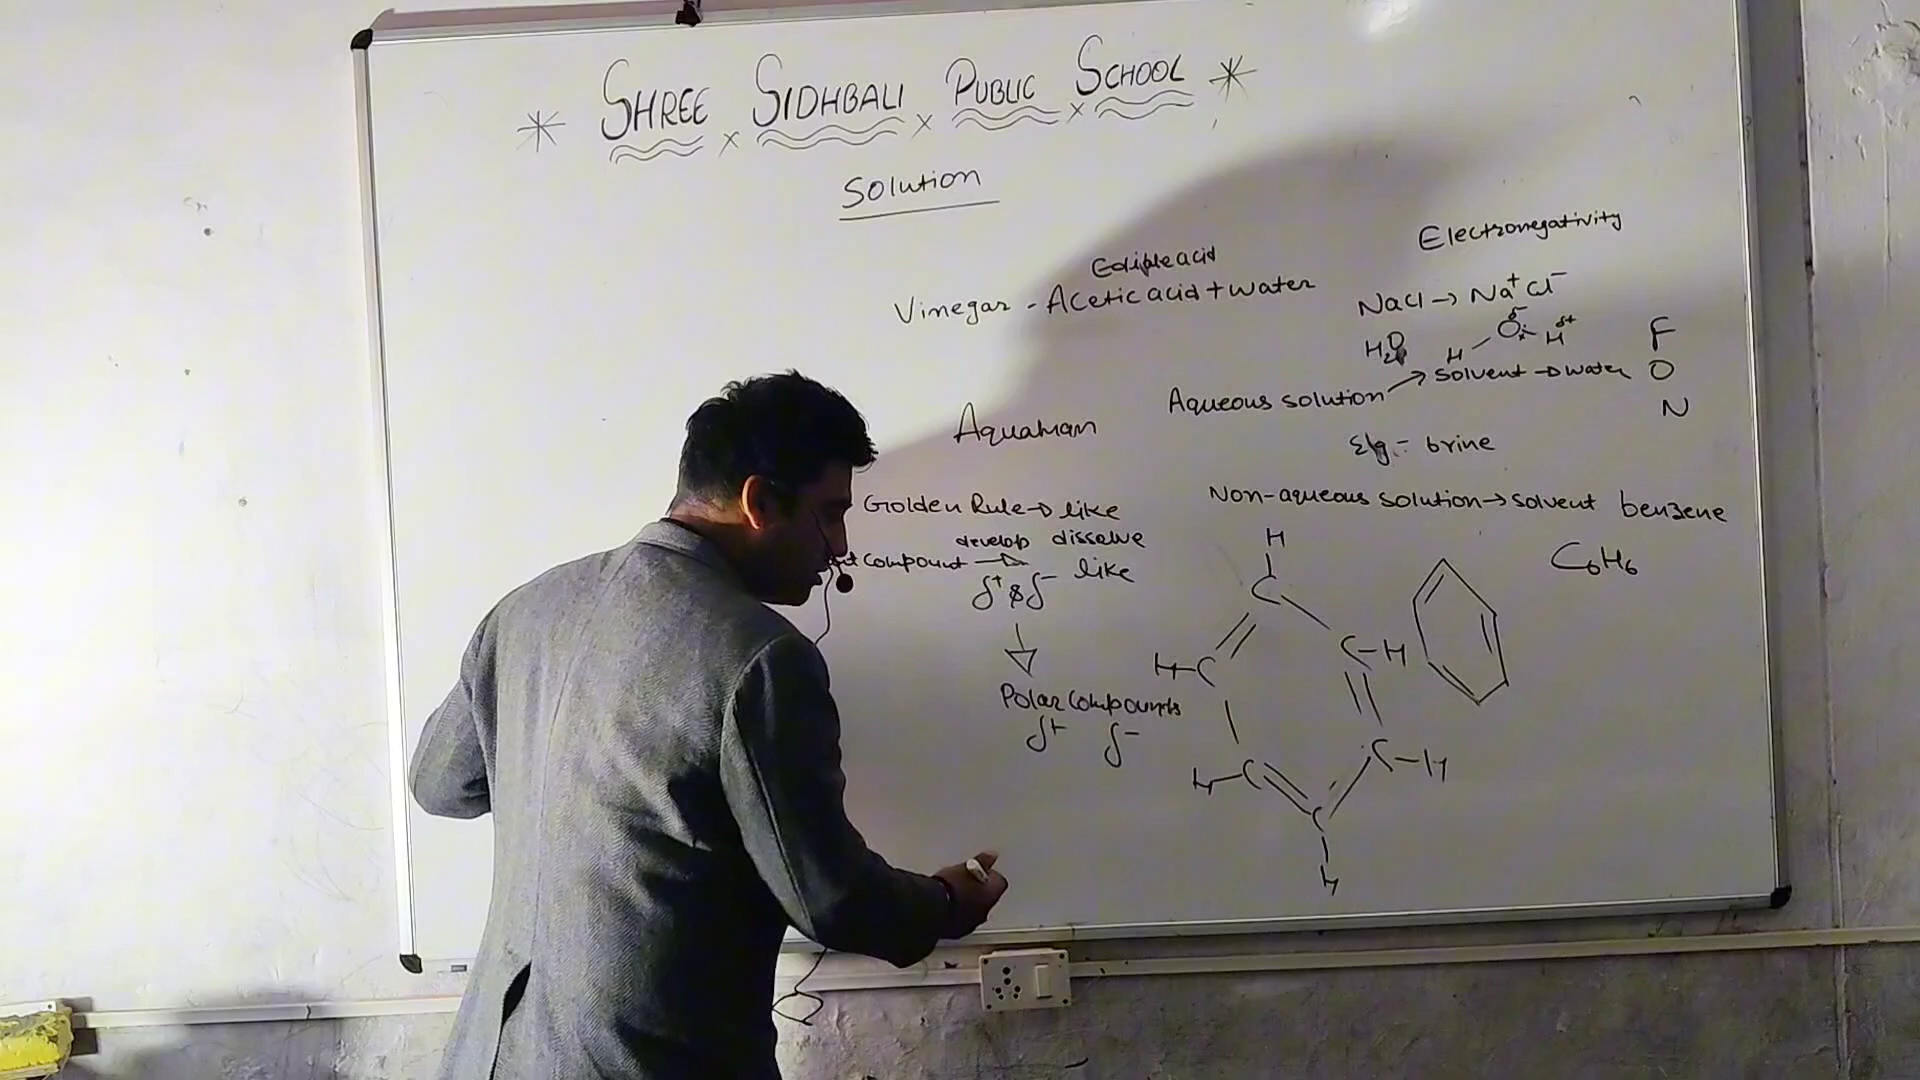 * SHREE x SIDHBALI x PUBLIC x SCHOOL *
Solution
Electronegativity
Edible acid
Vinegar - Acetic acid + water
NaCl → Na⁺ Cl⁻
H₂O H O δ⁻ H δ⁺
F
O
N
Aqueous solution → Solvent → water
Aquaman
E/g:- brine
Golden Rule → like
dissolve
like
Non-aqueous solution → solvent benzene
Compound → develop
δ⁺ & δ⁻
Polar Compounds
δ⁺ δ⁻
C₆H₆
H
C
H-C
C-H
H-C
C-H
C
H